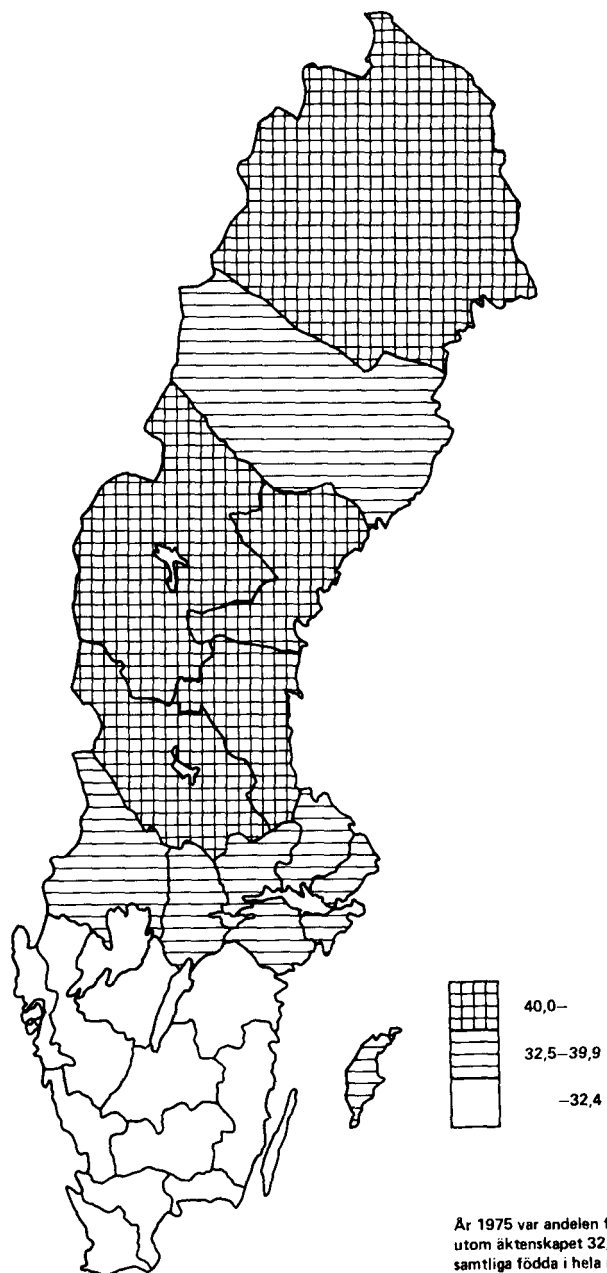 40,0–
32,5–39,9
–32,4
År 1975 var andelen
utom äktenskapet 32,
samtliga födda i hela